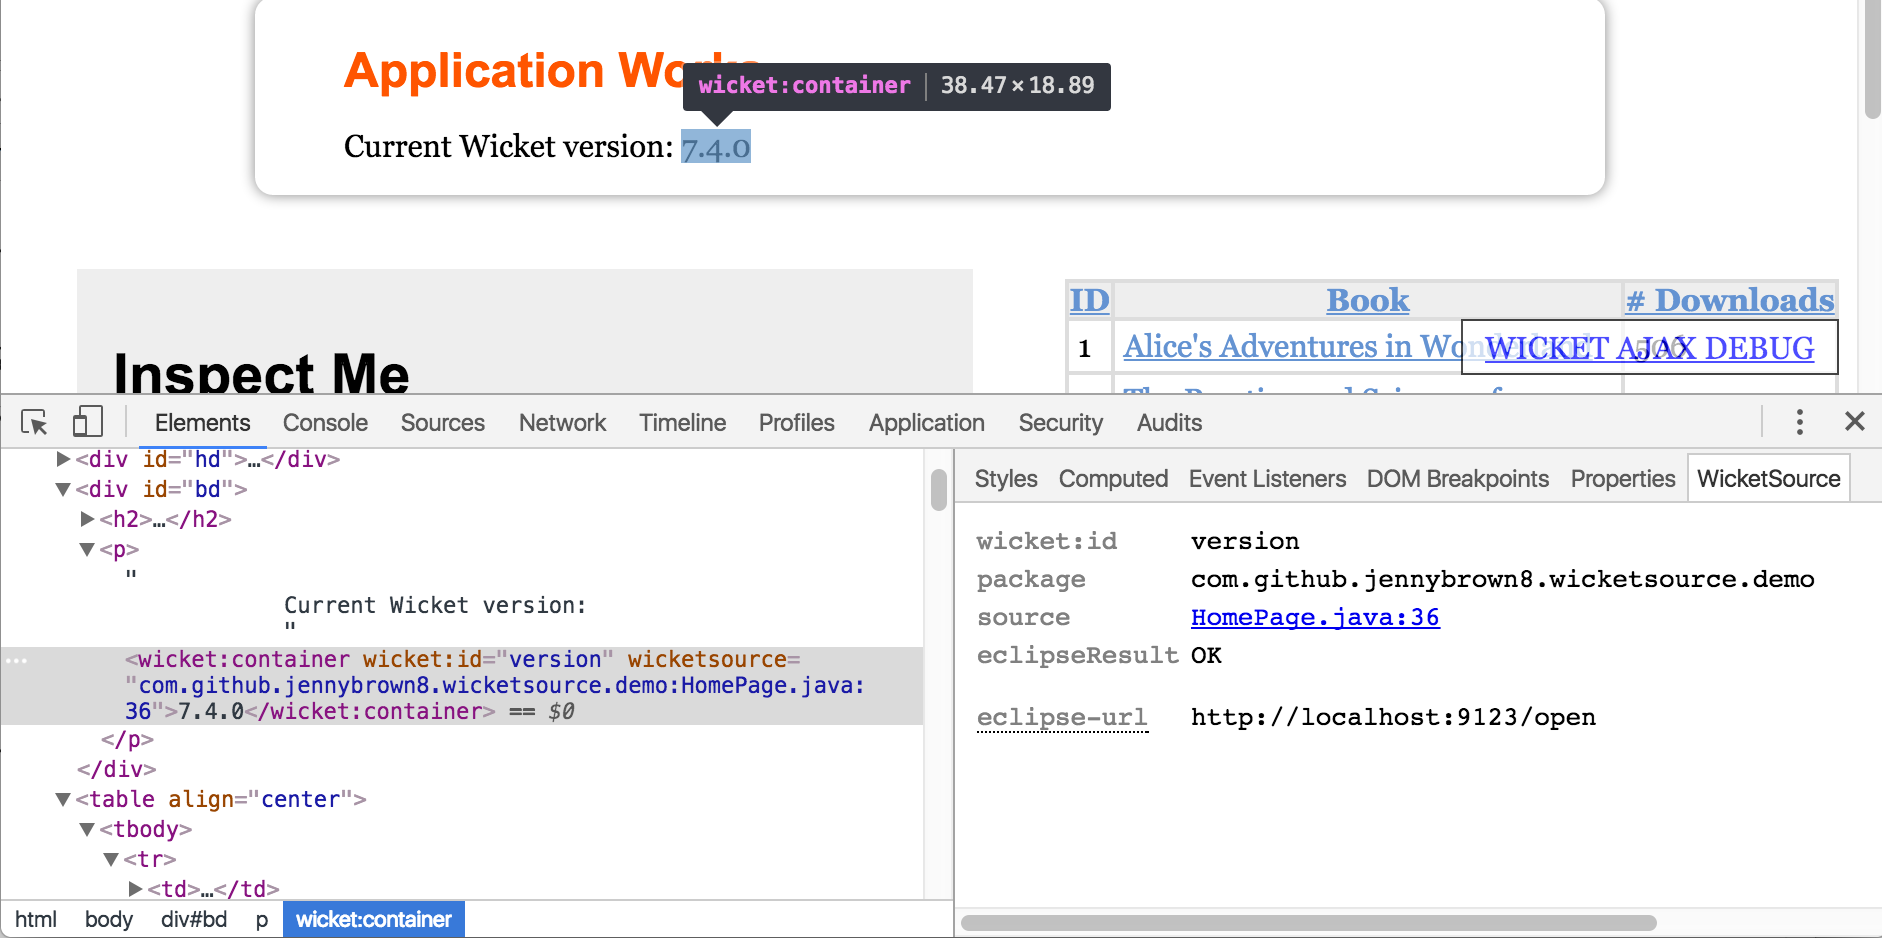 Application Wo
wicket:container 38.47×18.89
Current Wicket version: 7.4.0
Inspect Me
ID Book # Downloads
1 Alice's Adventures in Wonderland
WICKET AJAX DEBUG
Elements Console Sources Network Timeline Profiles Application Security Audits
▶<div id="hd">…</div>
▼<div id="bd">
▶<h2>…</h2>
▼<p>
"
Current Wicket version:
"
<wicket:container wicket:id="version" wicketsource=
"com.github.jennybrown8.wicketsource.demo:HomePage.java:
36">7.4.0</wicket:container> == $0
</p>
</div>
▼<table align="center">
▼<tbody>
▼<tr>
▶<td>…</td>
html body div#bd p wicket:container
Styles Computed Event Listeners DOM Breakpoints Properties WicketSource
wicket:id version
package com.github.jennybrown8.wicketsource.demo
source HomePage.java:36
eclipseResult OK
eclipse-url http://localhost:9123/open